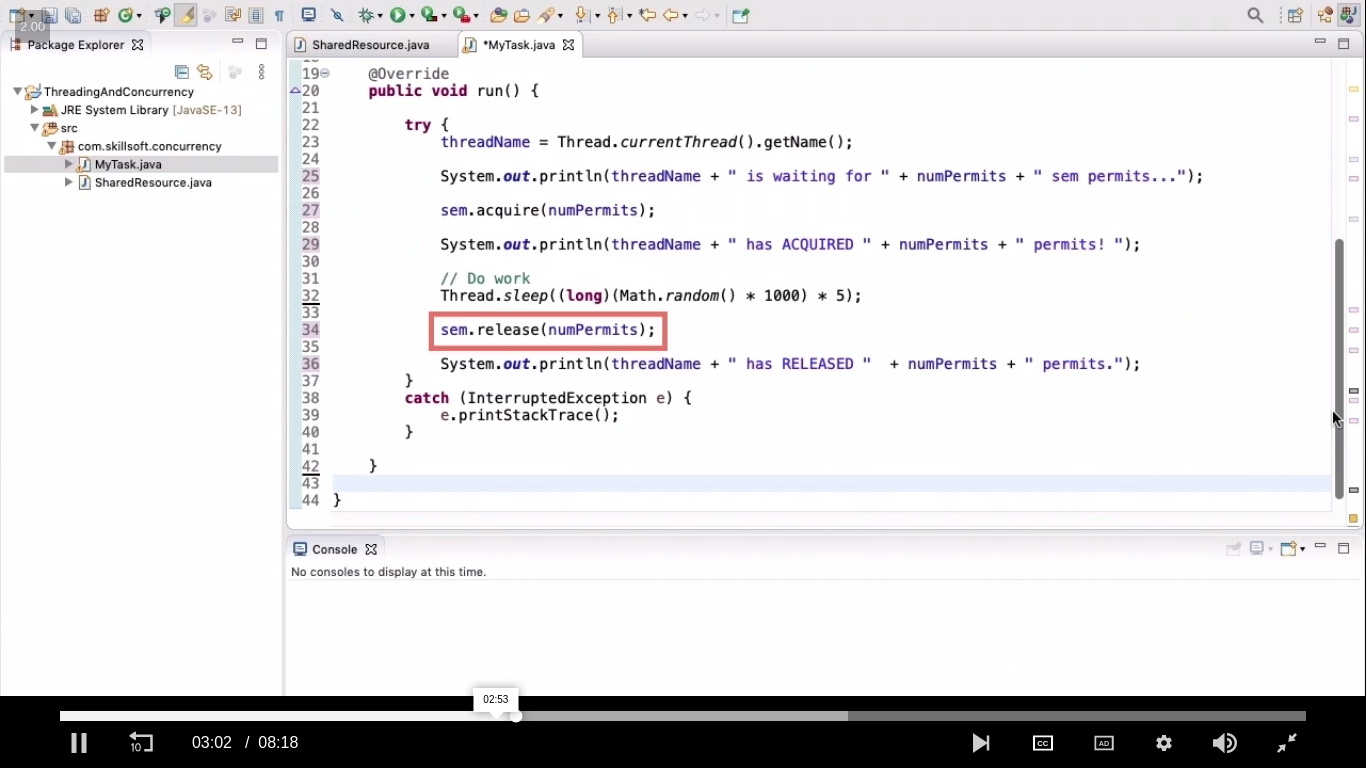 2.00
Package Explorer
SharedResource.java
*MyTask.java
ThreadingAndConcurrency
JRE System Library [JavaSE-13]
src
com.skillsoft.concurrency
MyTask.java
SharedResource.java
19 @Override
20 public void run() {
21
22 try {
23 threadName = Thread.currentThread().getName();
24
25 System.out.println(threadName + " is waiting for " + numPermits + " sem permits...");
26
27 sem.acquire(numPermits);
28
29 System.out.println(threadName + " has ACQUIRED " + numPermits + " permits! ");
30
31 // Do work
32 Thread.sleep((long)(Math.random() * 1000) * 5);
33
34 sem.release(numPermits);
35
36 System.out.println(threadName + " has RELEASED "  + numPermits + " permits.");
37 }
38 catch (InterruptedException e) {
39 e.printStackTrace();
40 }
41
42 }
43
44 }
Console
No consoles to display at this time.
02:53
10
03:02 / 08:18
CC
AD